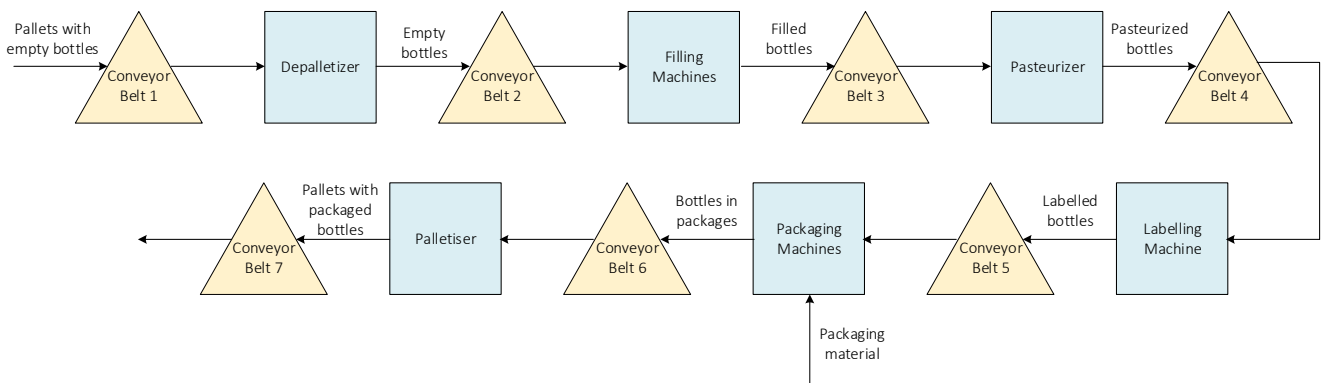 Pallets with
empty bottles
Conveyor
Belt 1
Depalletizer
Empty
bottles
Conveyor
Belt 2
Filling
Machines
Filled
bottles
Conveyor
Belt 3
Pasteurizer
Pasteurized
bottles
Conveyor
Belt 4
Labelling
Machine
Labelled
bottles
Conveyor
Belt 5
Packaging
Machines
Packaging
material
Bottles in
packages
Conveyor
Belt 6
Palletiser
Pallets with
packaged
bottles
Conveyor
Belt 7